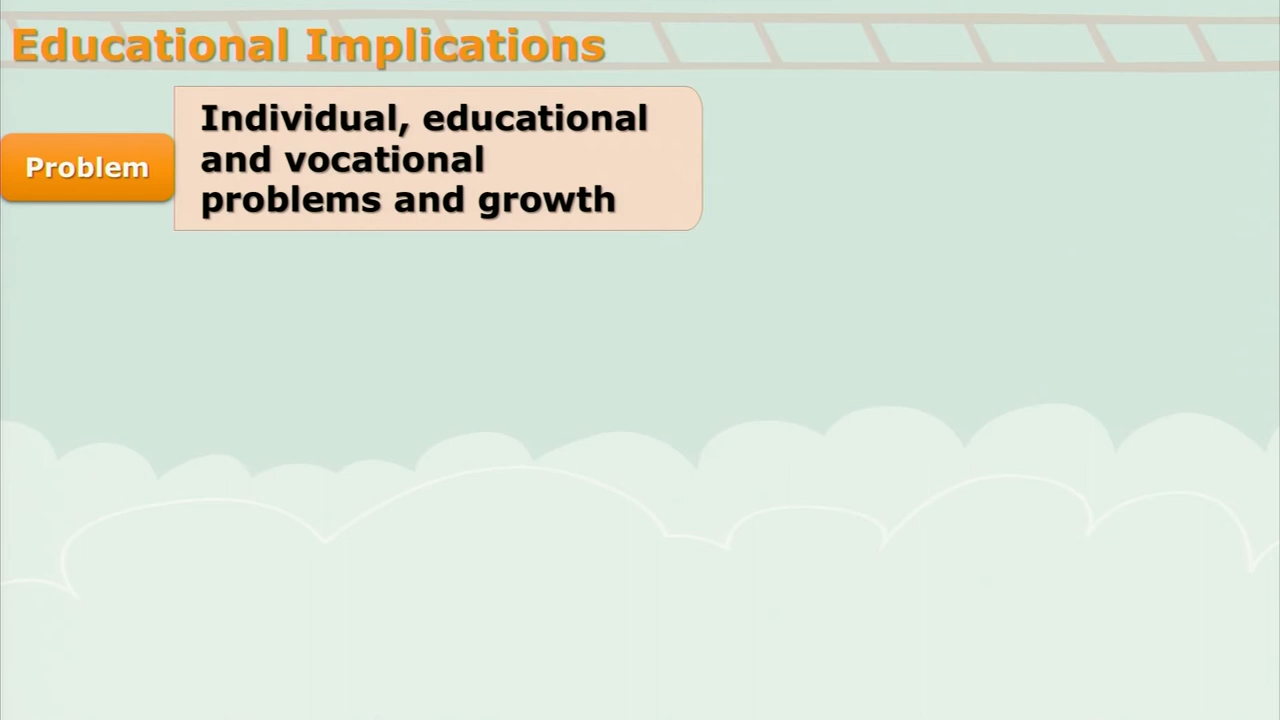 Educational Implications
Problem
Individual, educational
and vocational
problems and growth